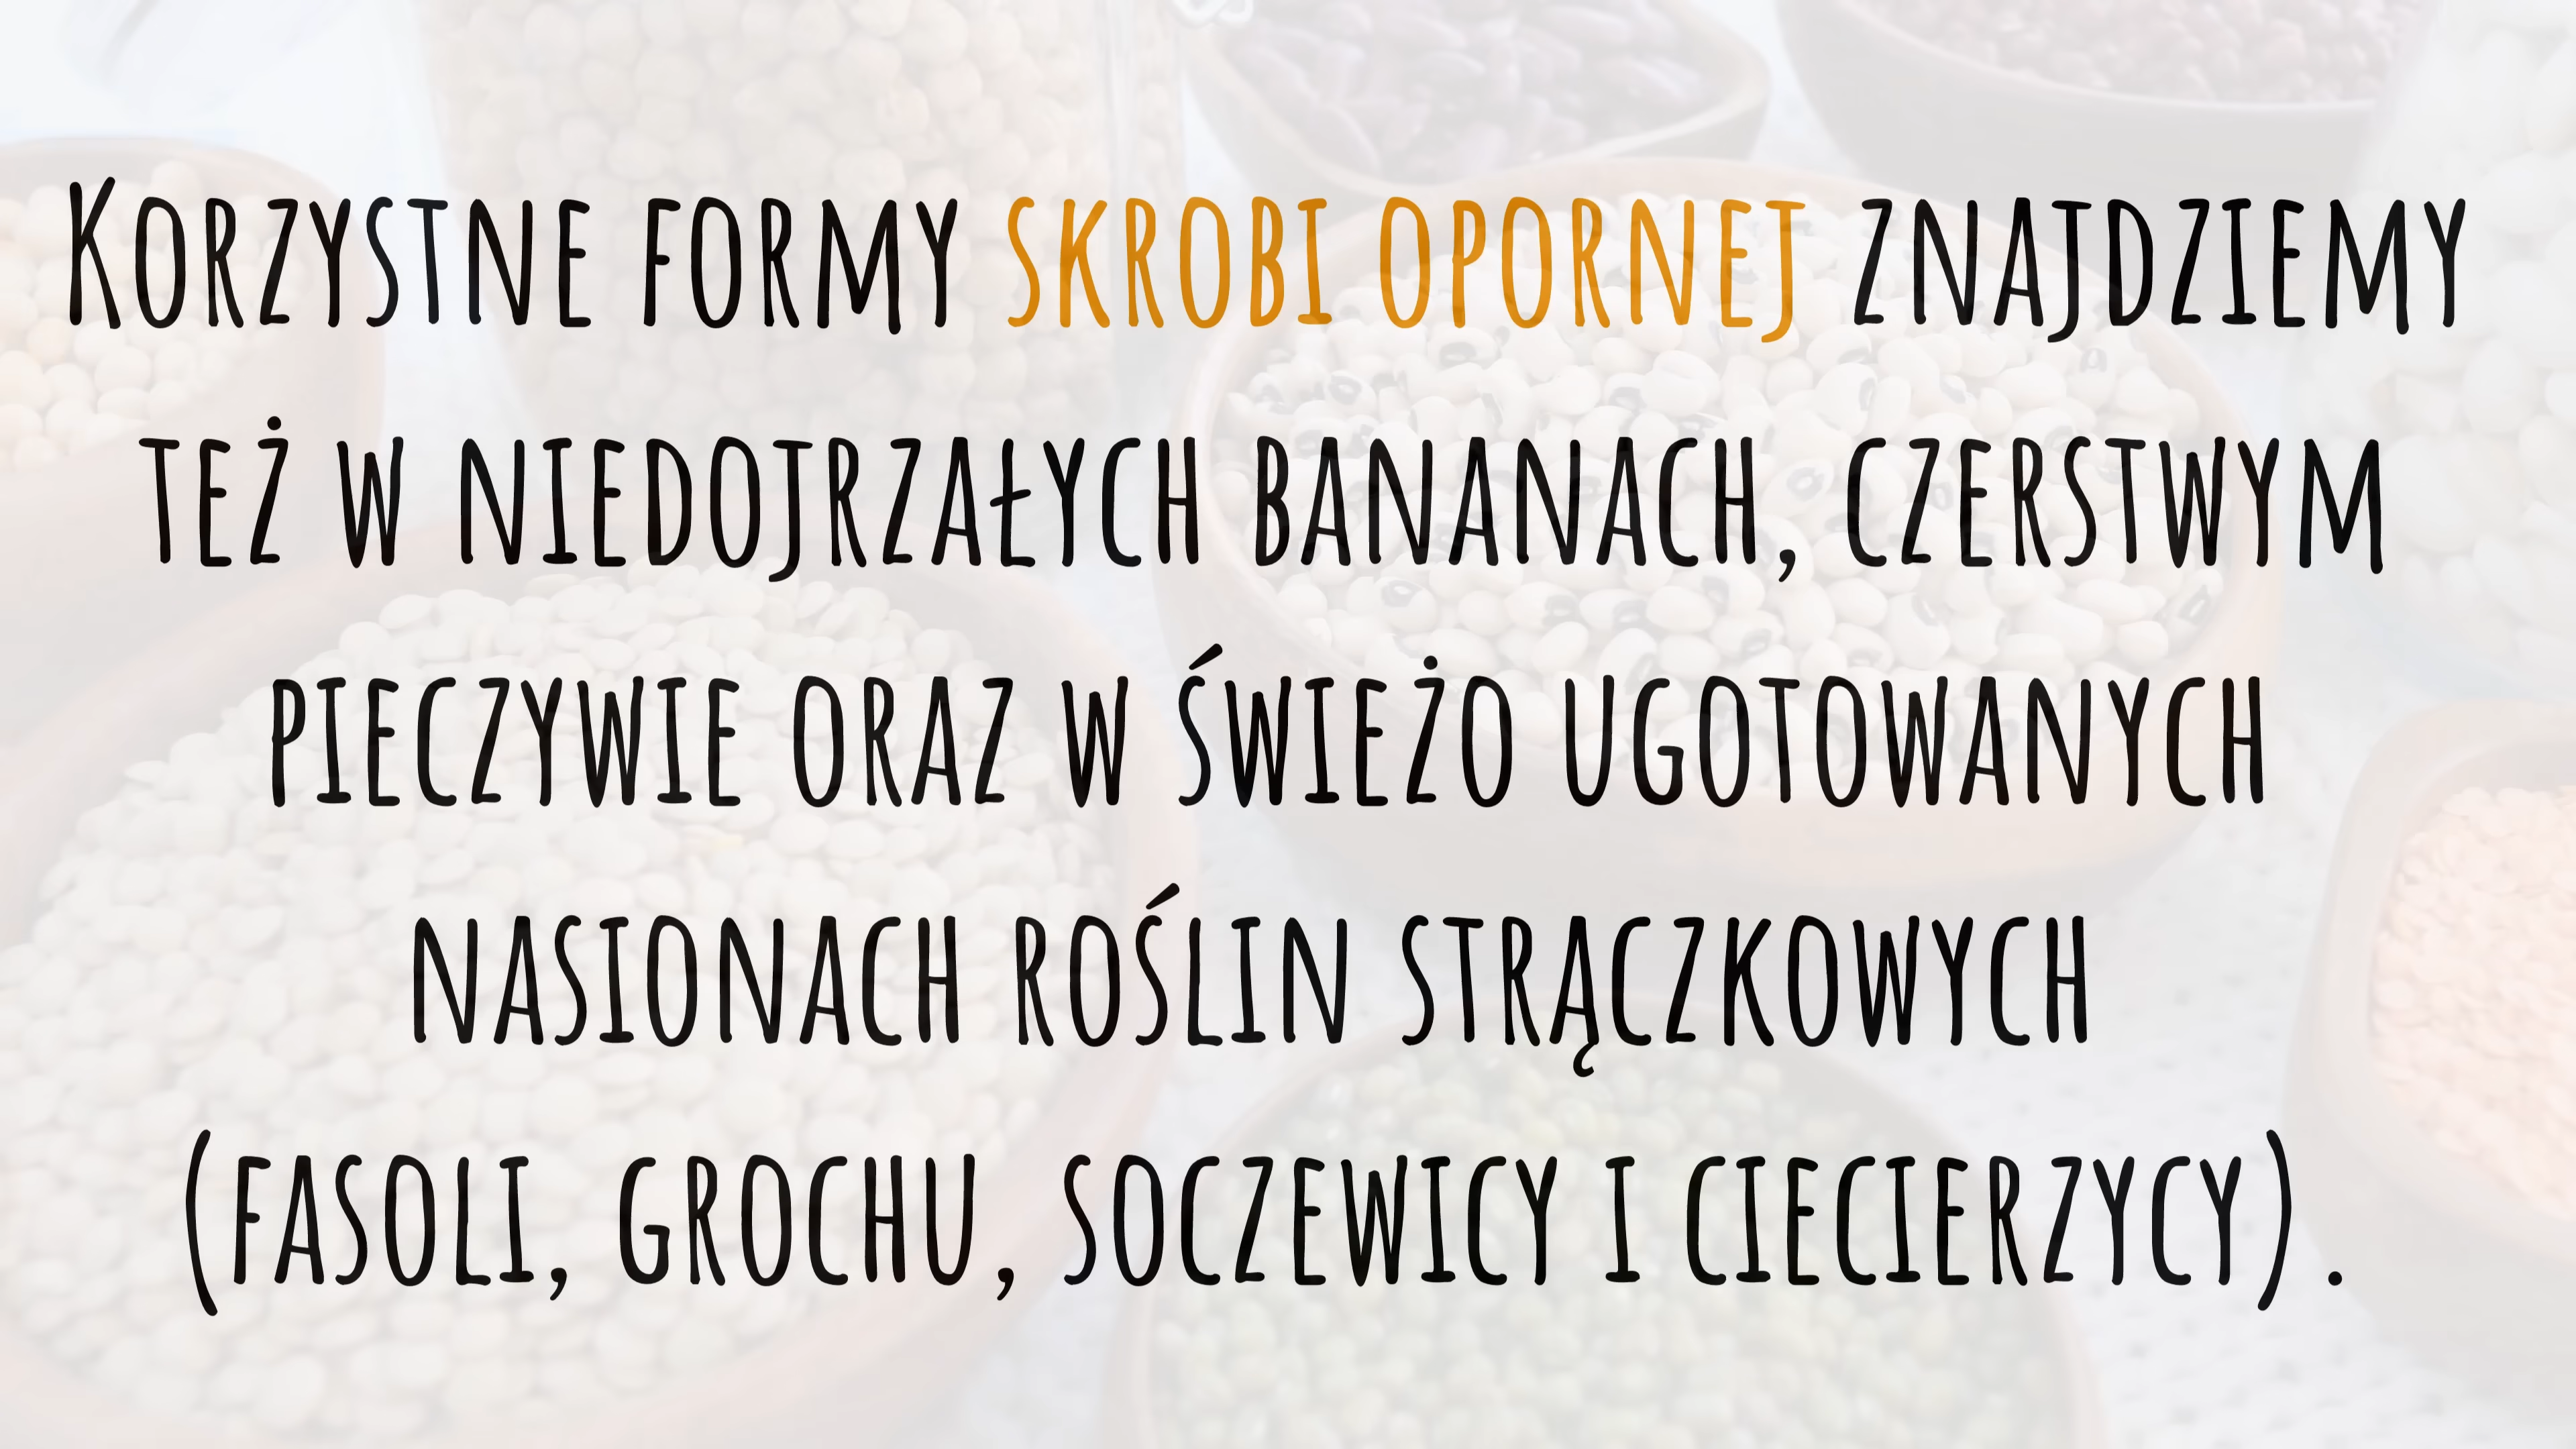 Korzystne formy skrobi opornej znajdziemy
też w niedojrzałych bananach, czerstwym
pieczywie oraz w świeżo ugotowanych
nasionach roślin strączkowych
(fasoli, grochu, soczewicy i ciecierzycy) .